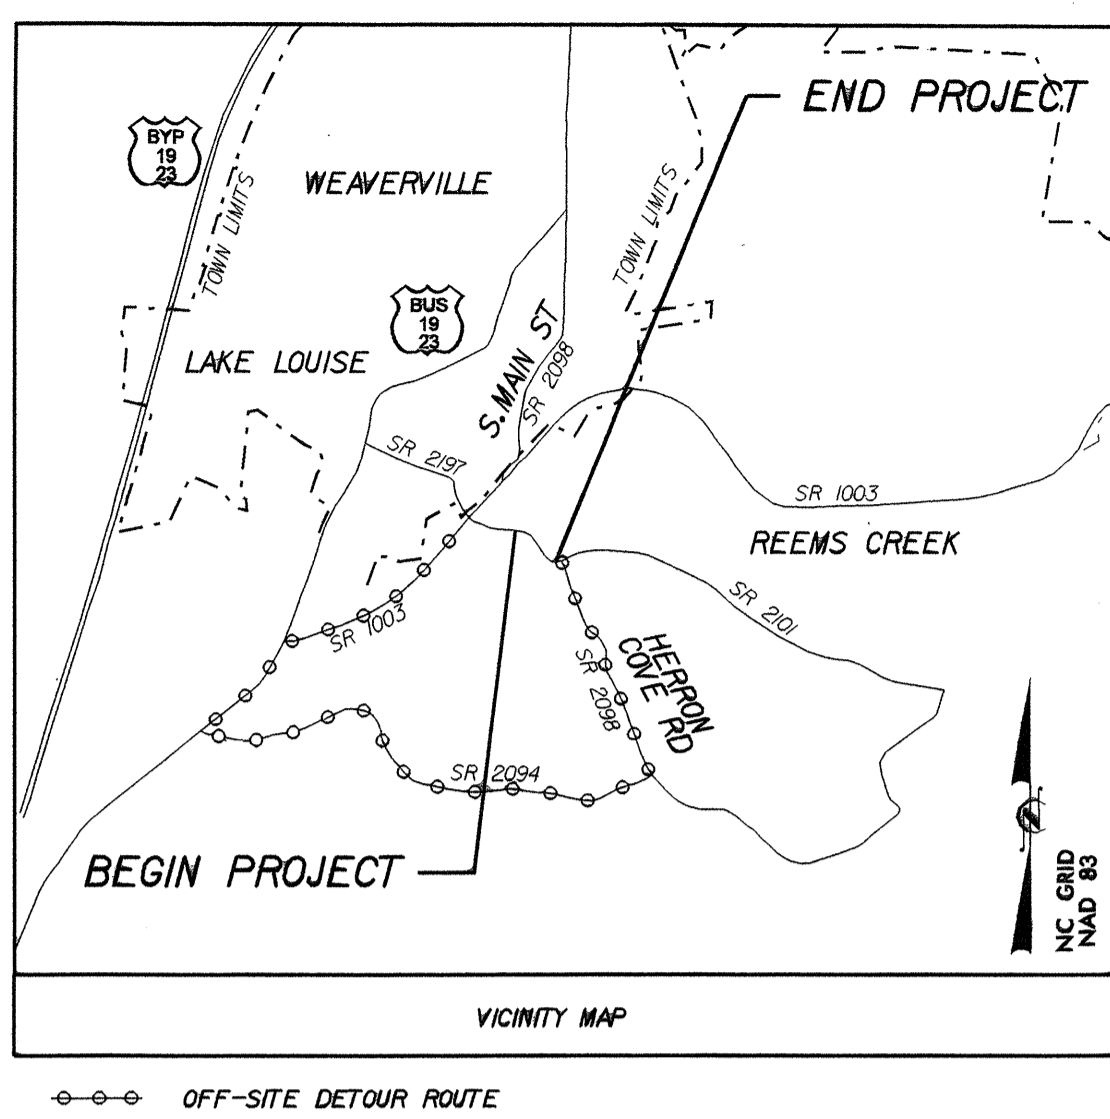 END PROJECT
BYP
19
23
WEAVERVILLE
TOWN LIMITS
TOWN LIMITS
BUS
19
23
LAKE LOUISE
S. MAIN ST
SR 2098
SR 2197
SR 1003
REEMS CREEK
SR 1003
SR 2101
HERRON
COVE RD
SR 2098
SR 2094
BEGIN PROJECT
NC GRID
NAD 83
VICINITY MAP
OFF-SITE DETOUR ROUTE